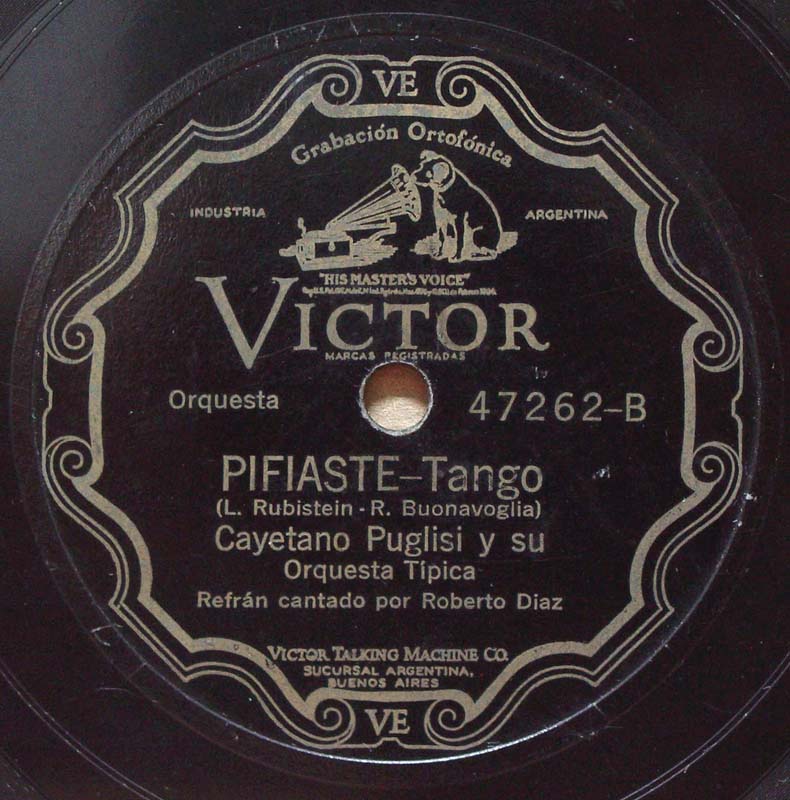 VE
Grabación Ortofónica
INDUSTRIA ARGENTINA
"HIS MASTER'S VOICE"
VICTOR
MARCAS REGISTRADAS
Orquesta 47262-B
PIFIASTE-Tango
(L. Rubistein - R. Buonavoglia)
Cayetano Puglisi y su
Orquesta Típica
Refrán cantado por Roberto Diaz
VICTOR TALKING MACHINE CO.
SUCURSAL ARGENTINA,
BUENOS AIRES
VE